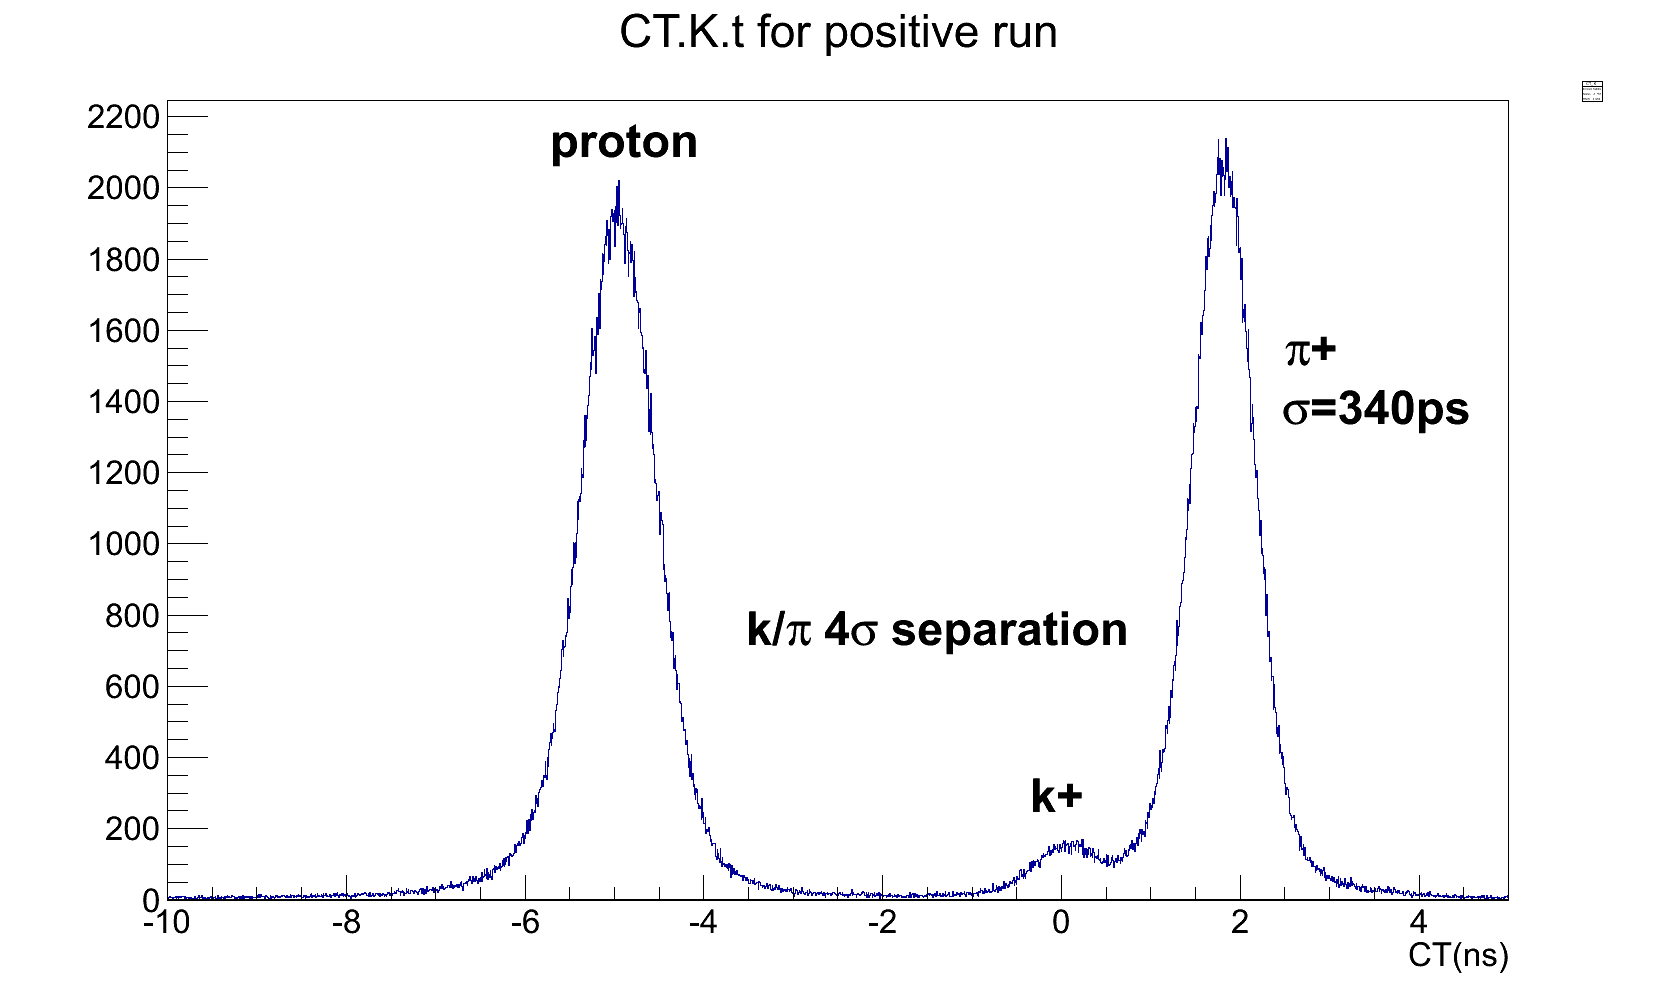 CT.K.t for positive run
2200
2000
1800
1600
1400
1200
1000
800
600
400
200
0
proton
π+
σ=340ps
k/π 4σ separation
k+
-10 -8 -6 -4 -2 0 2 4
CT(ns)